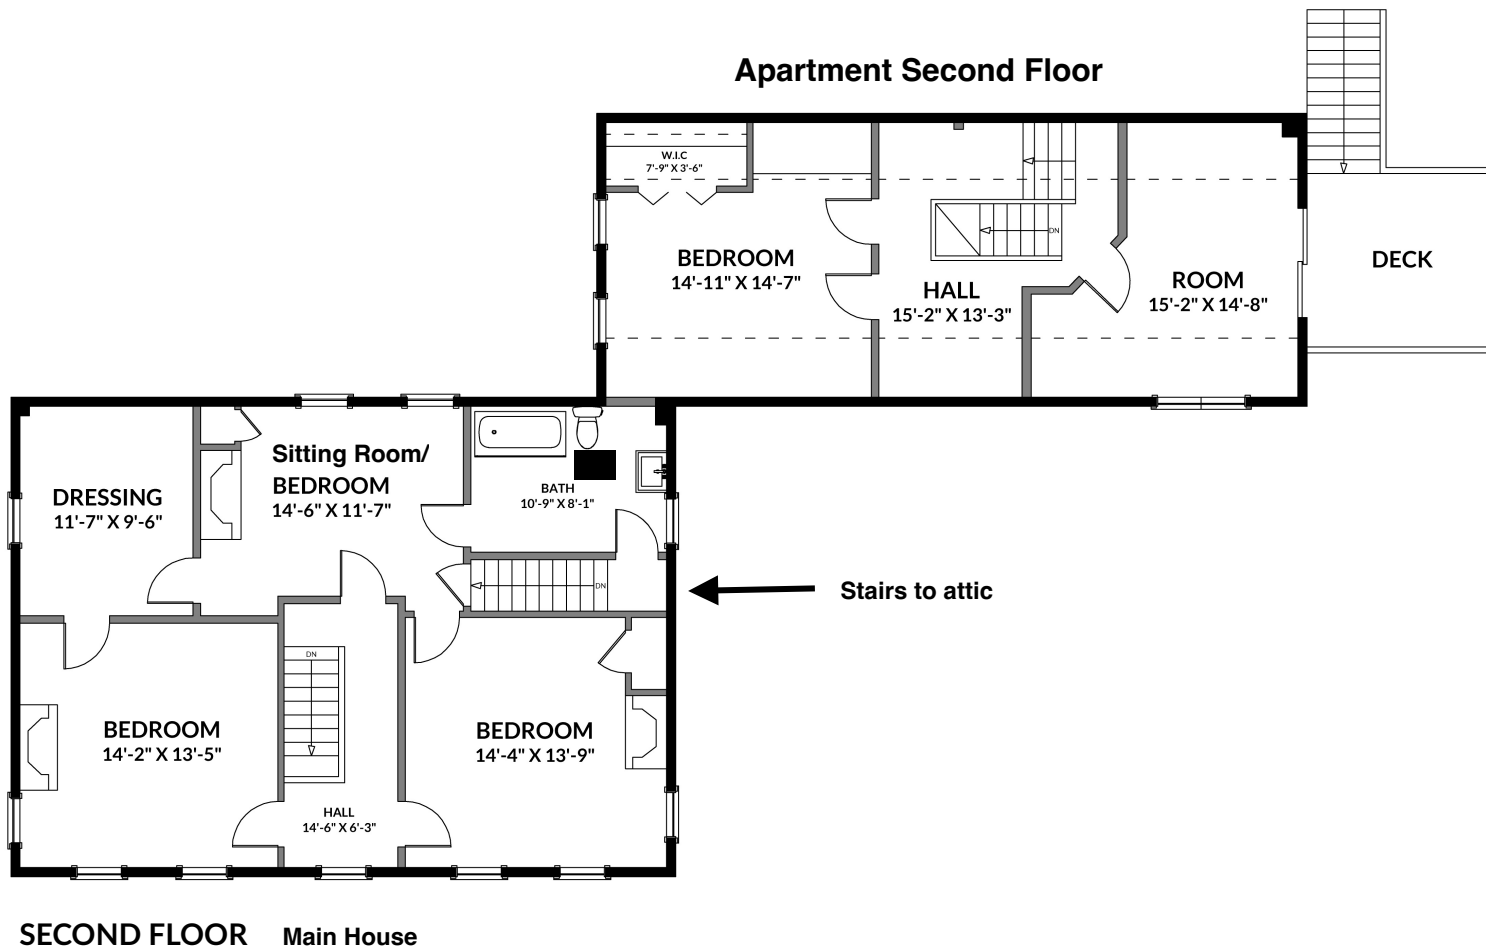 Apartment Second Floor
W.I.C
7'-9" X 3'-6"
BEDROOM
14'-11" X 14'-7"
DN
HALL
15'-2" X 13'-3"
ROOM
15'-2" X 14'-8"
DECK
DRESSING
11'-7" X 9'-6"
Sitting Room/
BEDROOM
14'-6" X 11'-7"
BATH
10'-9" X 8'-1"
DN
Stairs to attic
DN
BEDROOM
14'-2" X 13'-5"
BEDROOM
14'-4" X 13'-9"
HALL
14'-6" X 6'-3"
SECOND FLOOR Main House